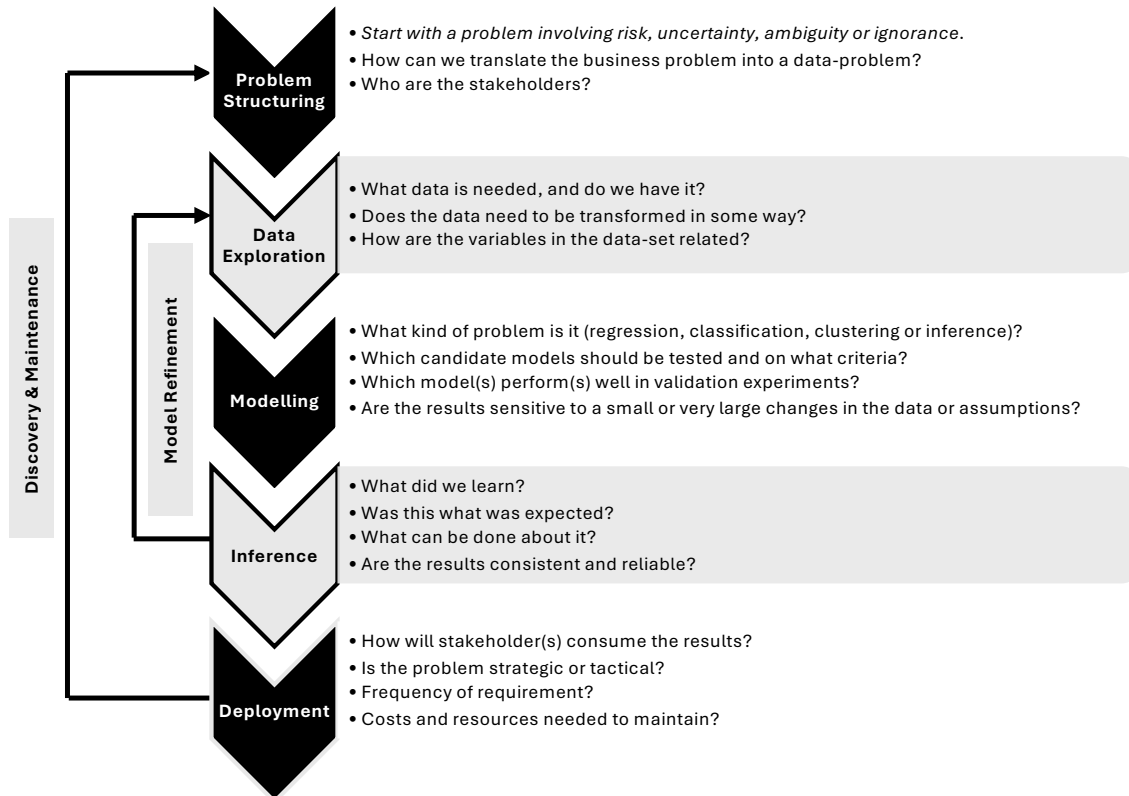 • Start with a problem involving risk, uncertainty, ambiguity or ignorance.
• How can we translate the business problem into a data-problem?
• Who are the stakeholders?
Problem
Structuring
• What data is needed, and do we have it?
• Does the data need to be transformed in some way?
• How are the variables in the data-set related?
Data
Exploration
• What kind of problem is it (regression, classification, clustering or inference)?
• Which candidate models should be tested and on what criteria?
• Which model(s) perform(s) well in validation experiments?
• Are the results sensitive to a small or very large changes in the data or assumptions?
Modelling
• What did we learn?
• Was this what was expected?
• What can be done about it?
• Are the results consistent and reliable?
Inference
• How will stakeholder(s) consume the results?
• Is the problem strategic or tactical?
• Frequency of requirement?
• Costs and resources needed to maintain?
Deployment
Discovery & Maintenance
Model Refinement